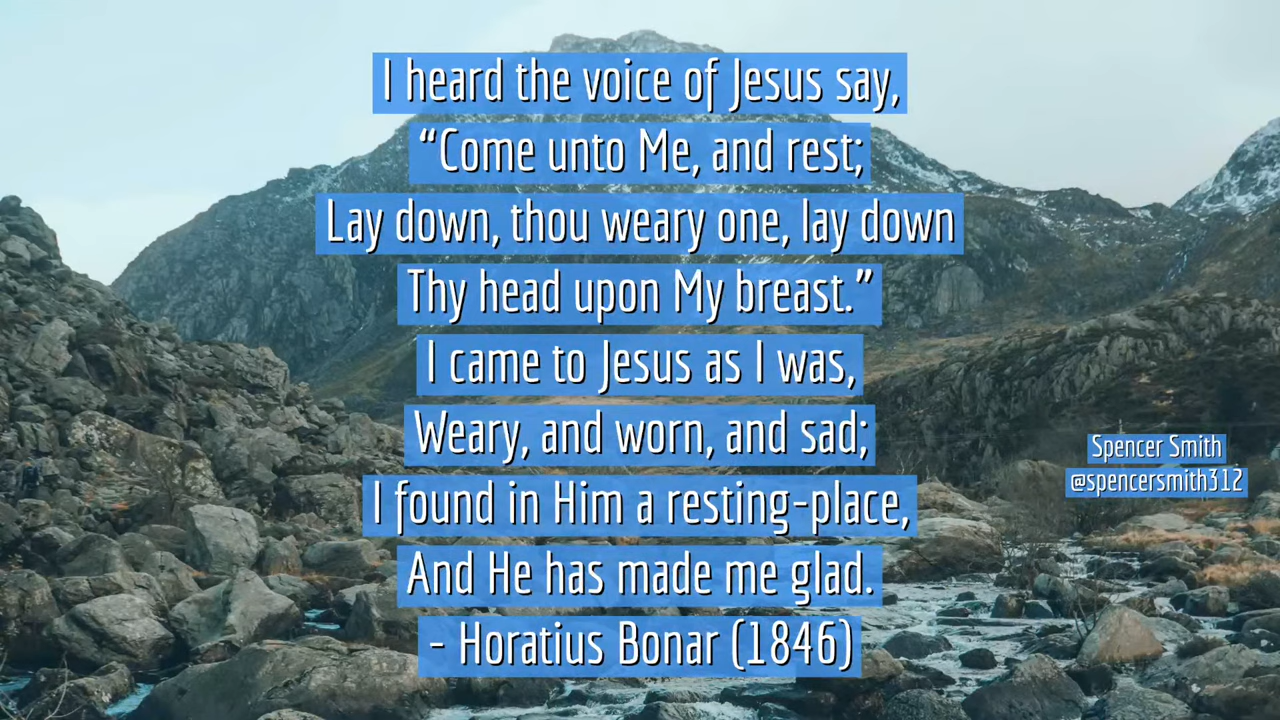 I heard the voice of Jesus say,
“Come unto Me, and rest;
Lay down, thou weary one, lay down
Thy head upon My breast.”
I came to Jesus as I was,
Weary, and worn, and sad;
I found in Him a resting-place,
And He has made me glad.
- Horatius Bonar (1846)
Spencer Smith
@spencersmith312